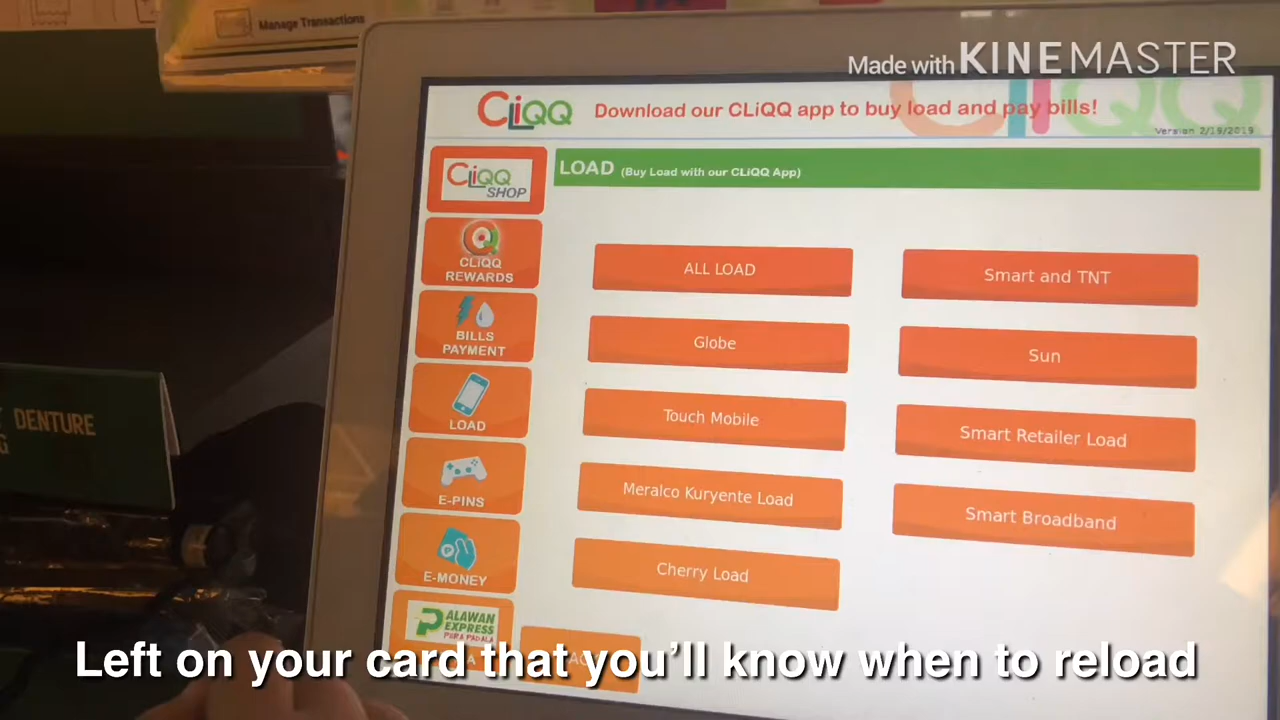 Manage Transactions
Made with KINEMASTER
CLiQQ
Download our CLiQQ app to buy load and pay bills!
Version 2/19/2019
CLiQQ
SHOP
LOAD (Buy Load with our CLiQQ App)
CLIQQ
REWARDS
BILLS
PAYMENT
LOAD
E-PINS
E-MONEY
PALAWAN
EXPRESS
PERA PADALA
ALL LOAD
Smart and TNT
Globe
Sun
Touch Mobile
Smart Retailer Load
Meralco Kuryente Load
Smart Broadband
Cherry Load
DENTURE
Left on your card that you'll know when to reload